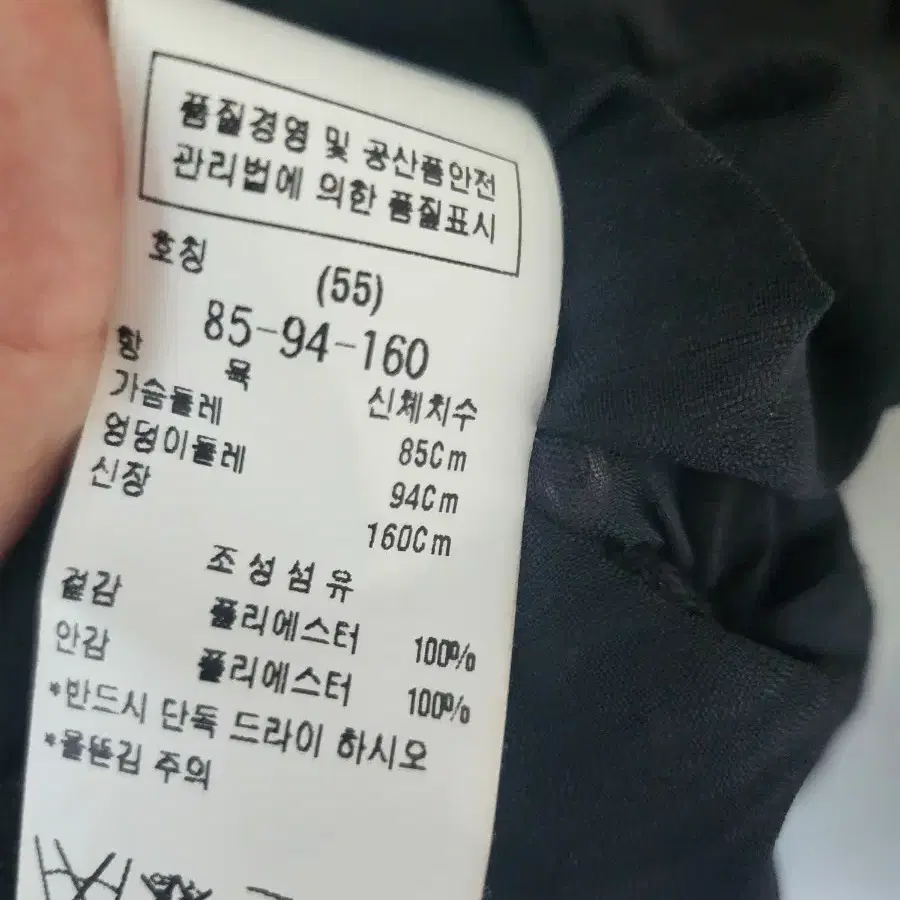 품질경영 및 공산품안전
관리법에 의한 품질표시
호칭
(55)
85-94-160
항 목 신체치수
가슴둘레 85Cm
엉덩이둘레 94Cm
신장 160Cm
조성섬유
겉감 폴리에스터 100%
안감 폴리에스터 100%
*반드시 단독 드라이 하시오
*올뜯김 주의